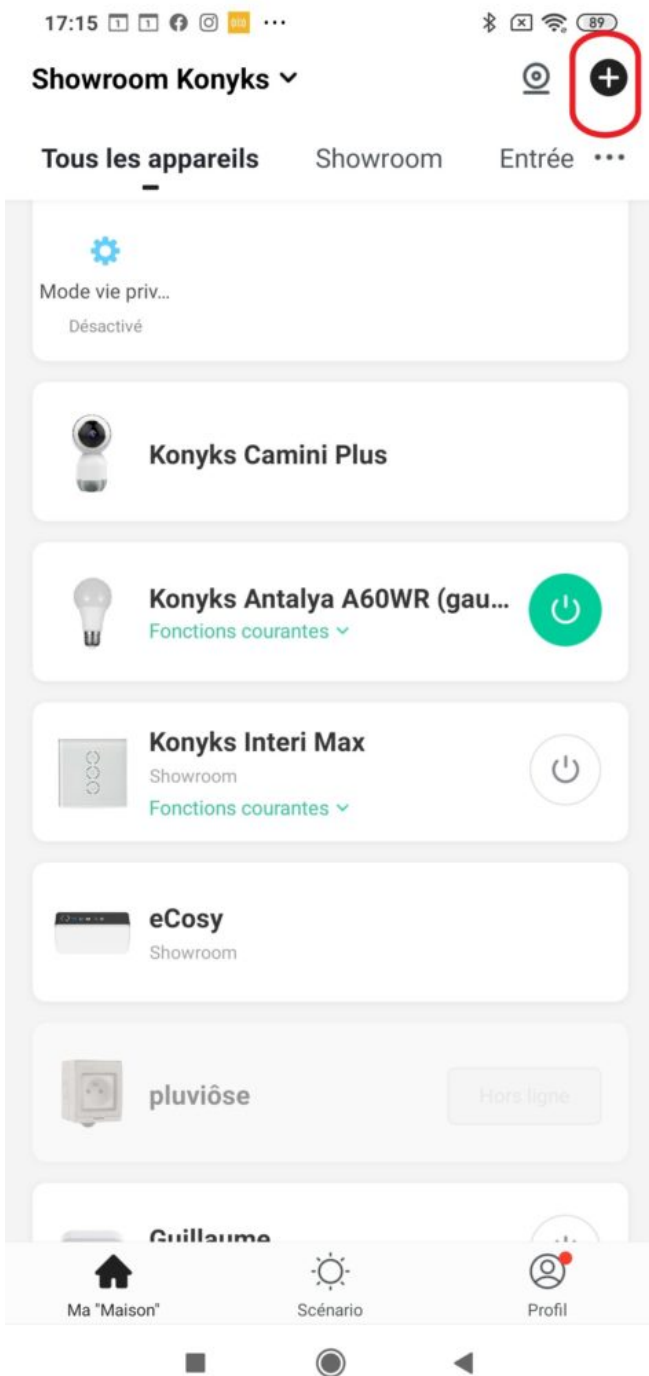 17:15 1 1 ... 89
Showroom Konyks
Tous les appareils Showroom Entrée ...
Mode vie priv...
Désactivé
Konyks Camini Plus
Konyks Antalya A60WR (gau...
Fonctions courantes
Konyks Interi Max
Showroom
Fonctions courantes
eCosy
Showroom
pluviôse Hors ligne
Guillaume
Ma "Maison" Scénario Profil